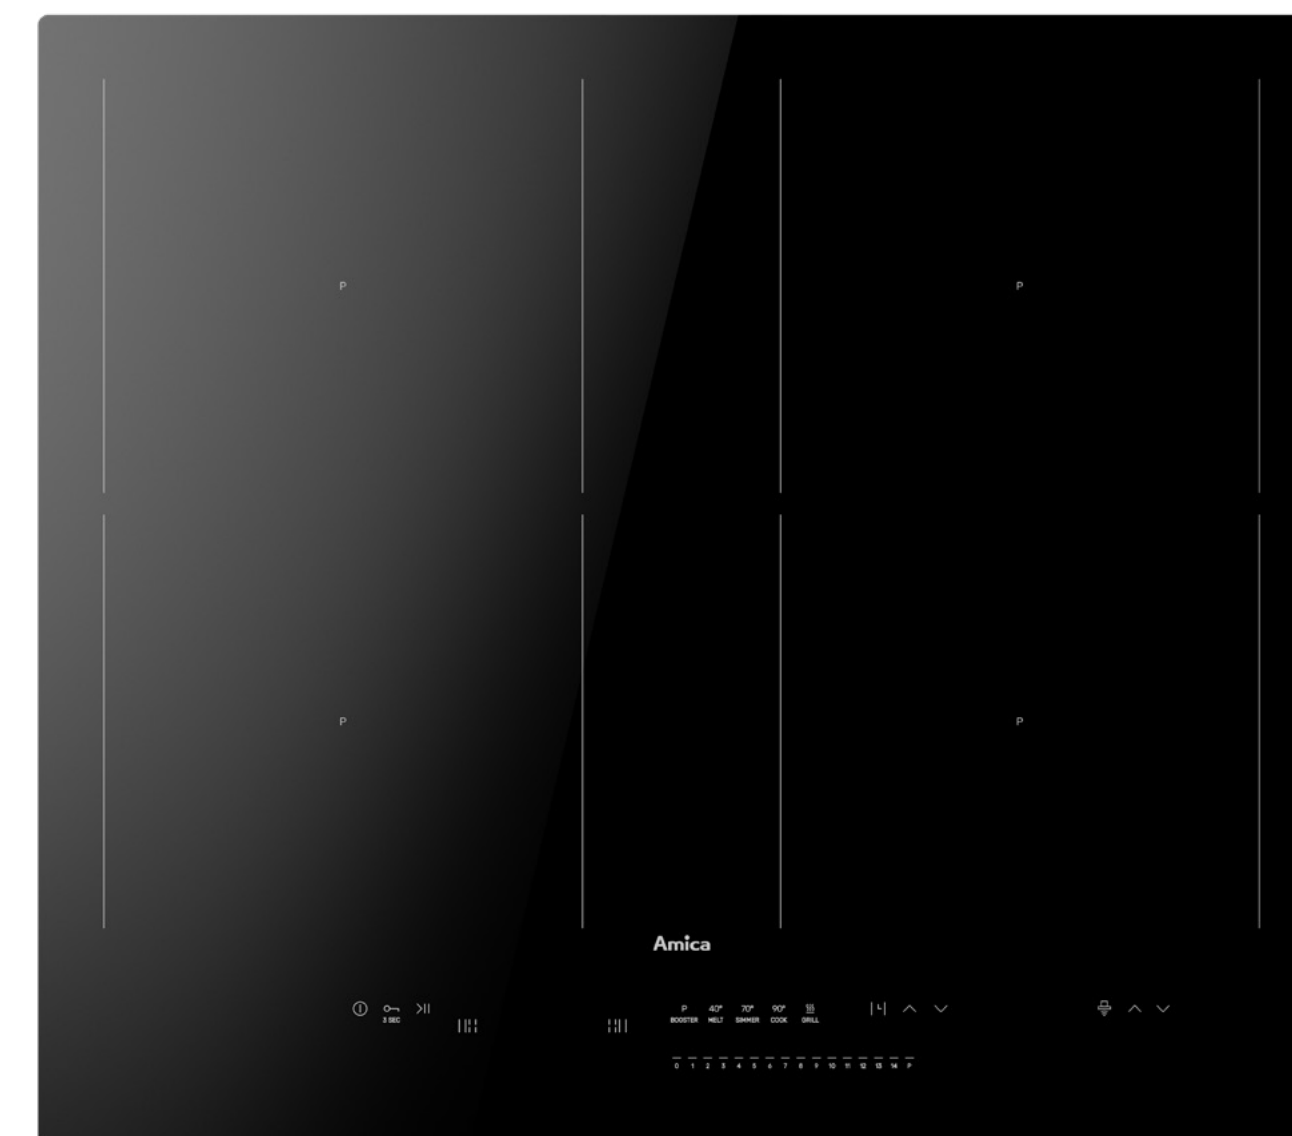 P
P
P
P
Amica
3 SEC
P 40° 70° 90°
BOOSTER MELT SIMMER COOK GRILL
0 1 2 3 4 5 6 7 8 9 10 11 12 13 14 P